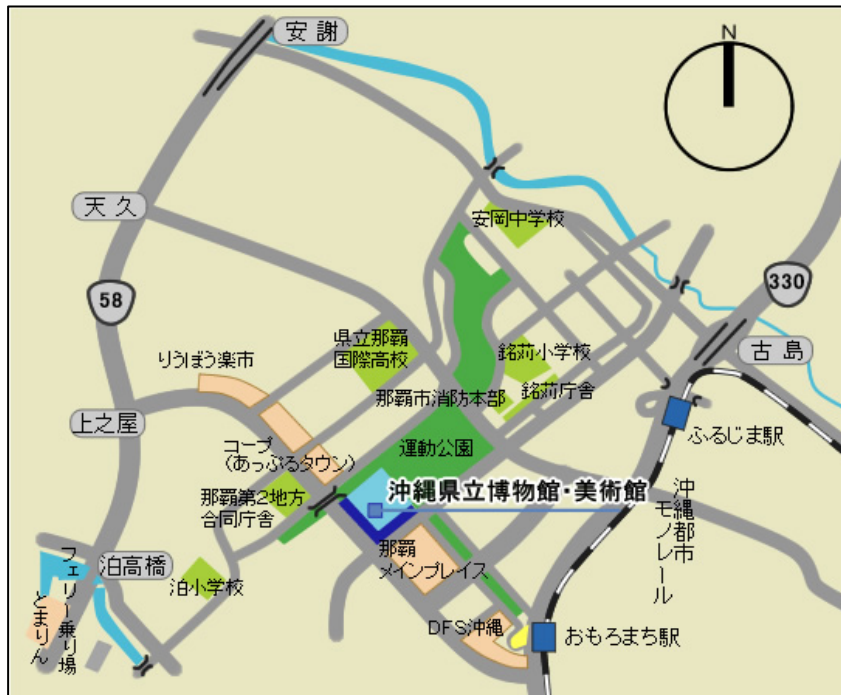 安謝
N
天久
安岡中学校
58
330
県立那覇
国際高校
銘苅小学校
古島
りうぼう楽市
那覇市消防本部
銘苅庁舎
上之屋
ふるじま駅
コープ
(あっぷるタウン)
運動公園
那覇第2地方
合同庁舎
沖縄県立博物館・美術館
沖縄都市
モノレール
那覇
メインプレイス
泊高橋
泊小学校
フェリー乗り場
とまりん
DFS沖縄
おもろまち駅